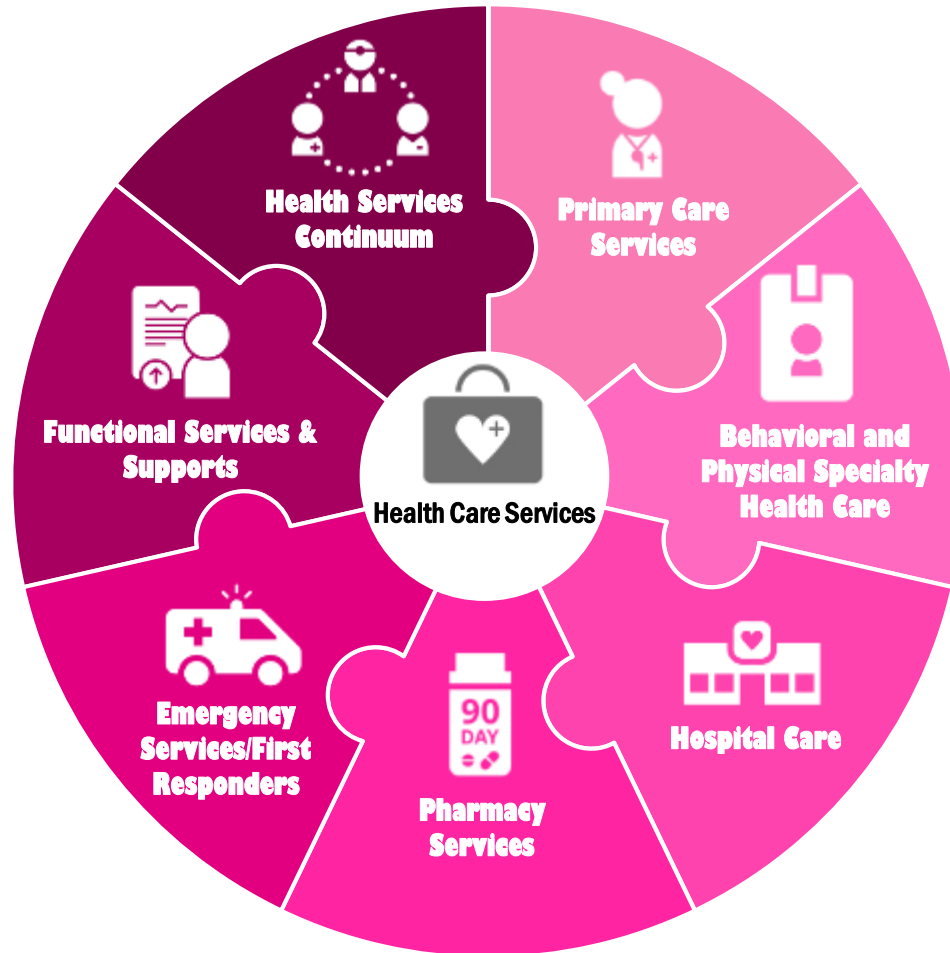 Health Services
Continuum
Primary Care
Services
Behavioral and
Physical Specialty
Health Care
Hospital Care
90
DAY
Pharmacy
Services
Emergency
Services/First
Responders
Functional Services &
Supports
Health Care Services